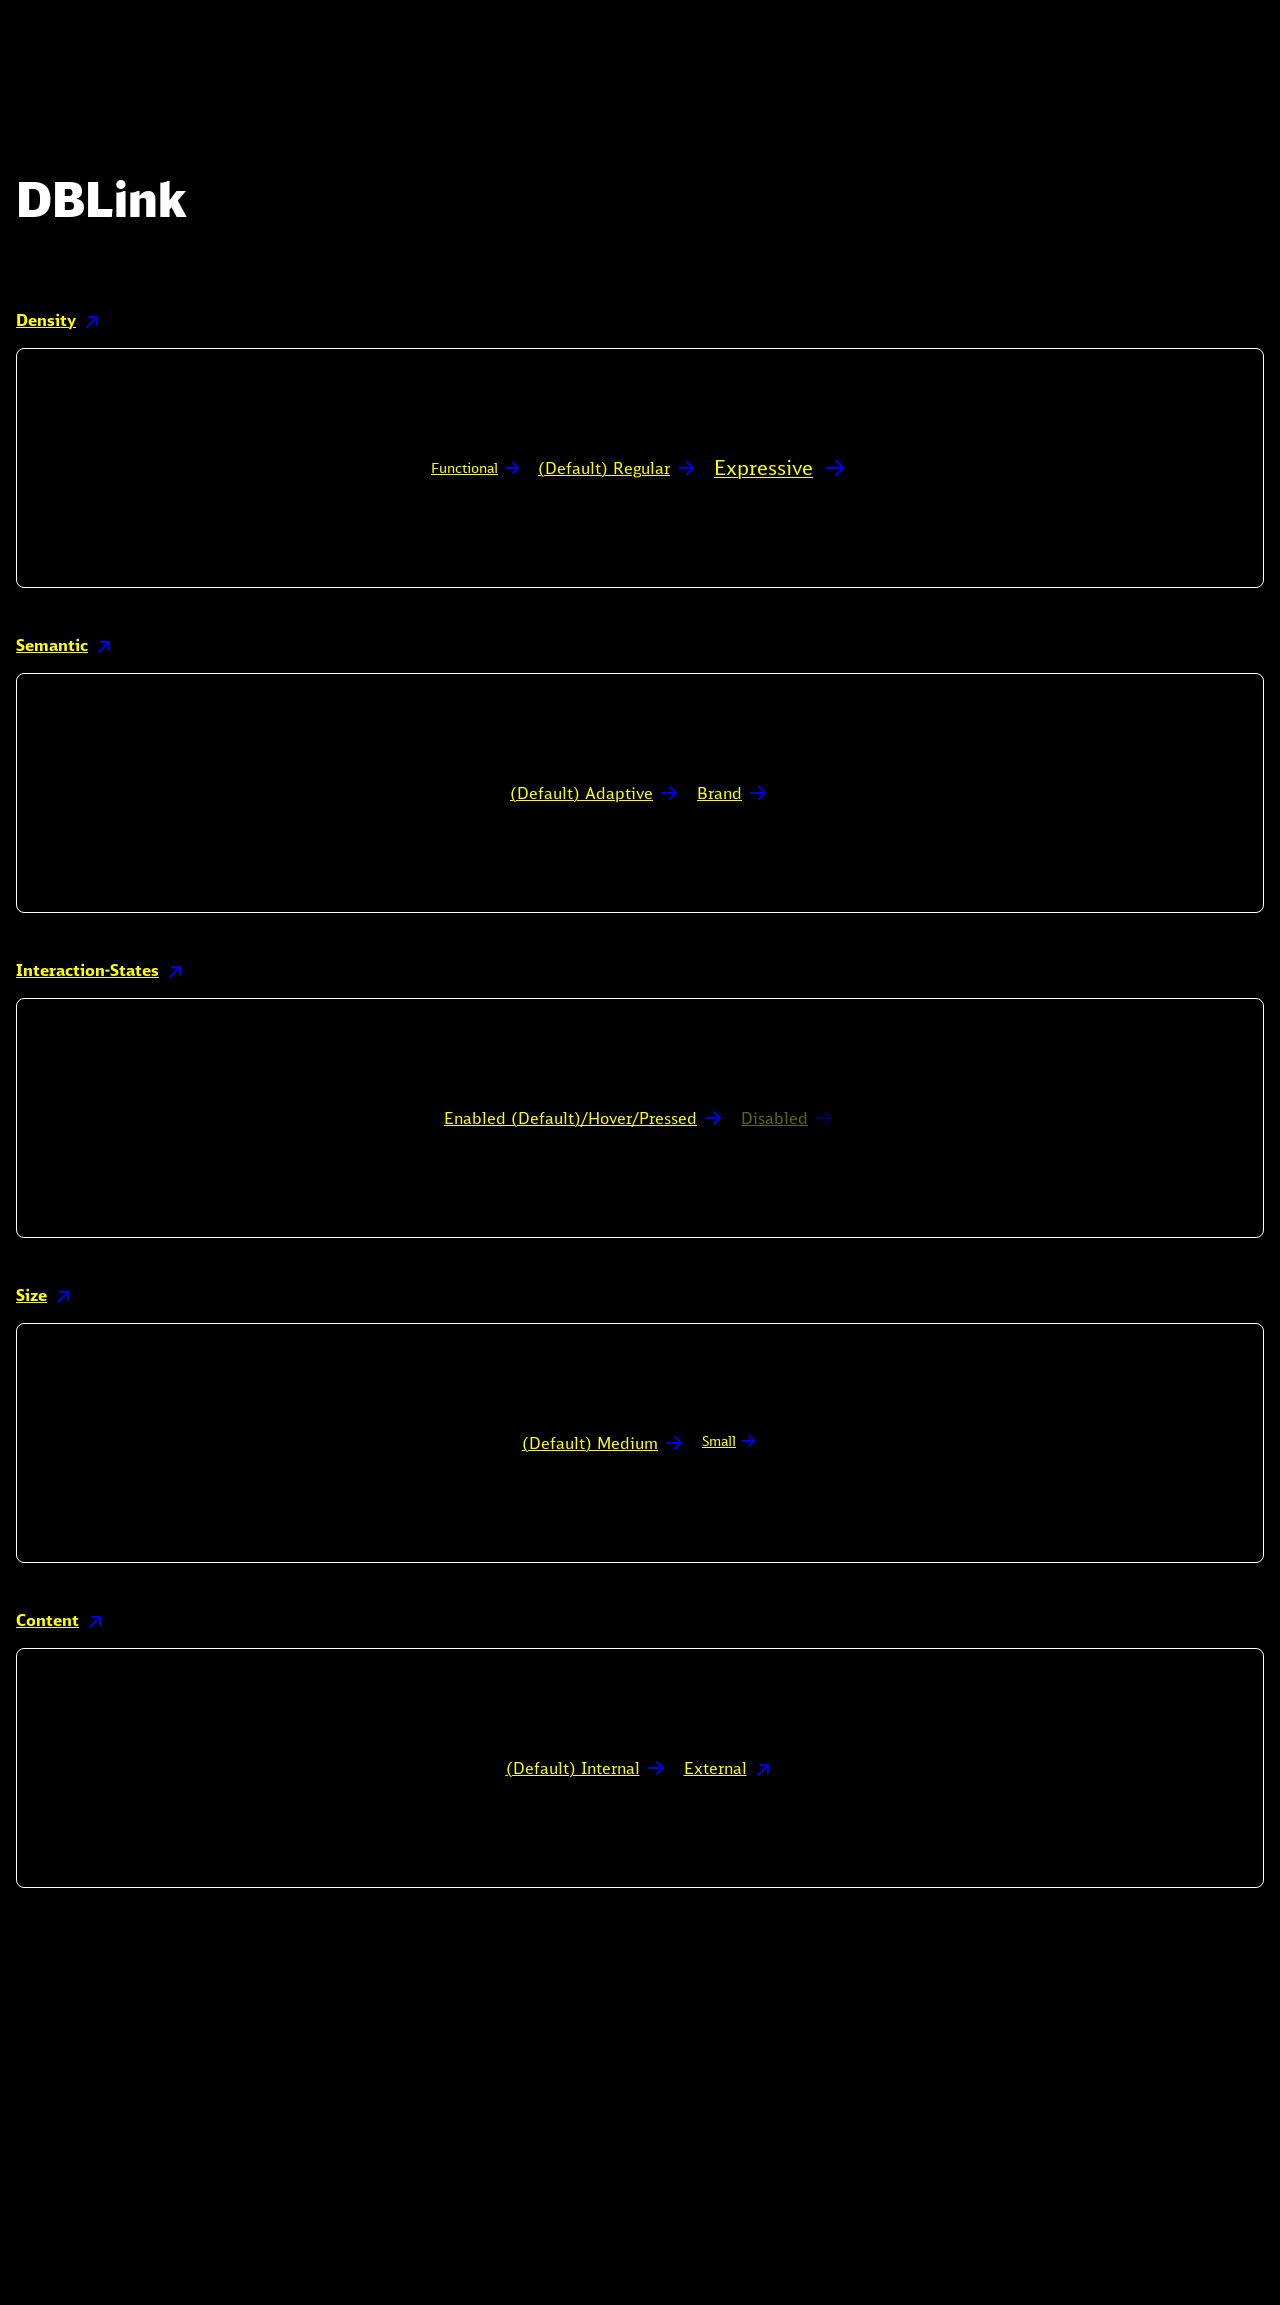 DBLink
Density
Functional (Default) Regular Expressive
Semantic
(Default) Adaptive Brand
Interaction-States
Enabled (Default)/Hover/Pressed Disabled
Size
(Default) Medium Small
Content
(Default) Internal External